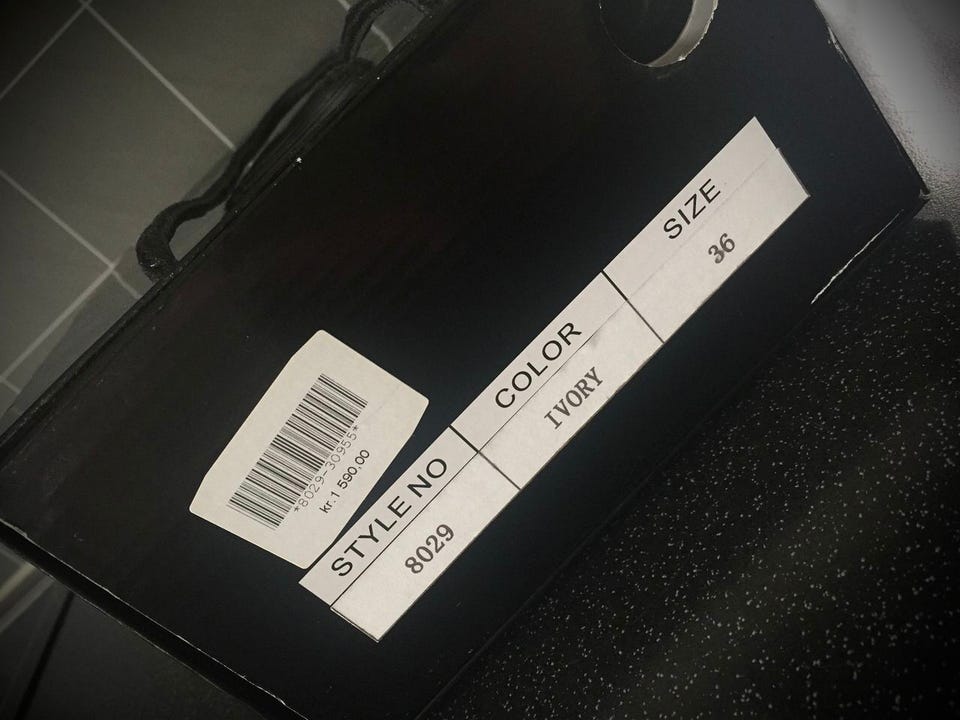 *8029-30955*
kr.1 590,00
STYLE NO COLOR SIZE
8029 IVORY 36